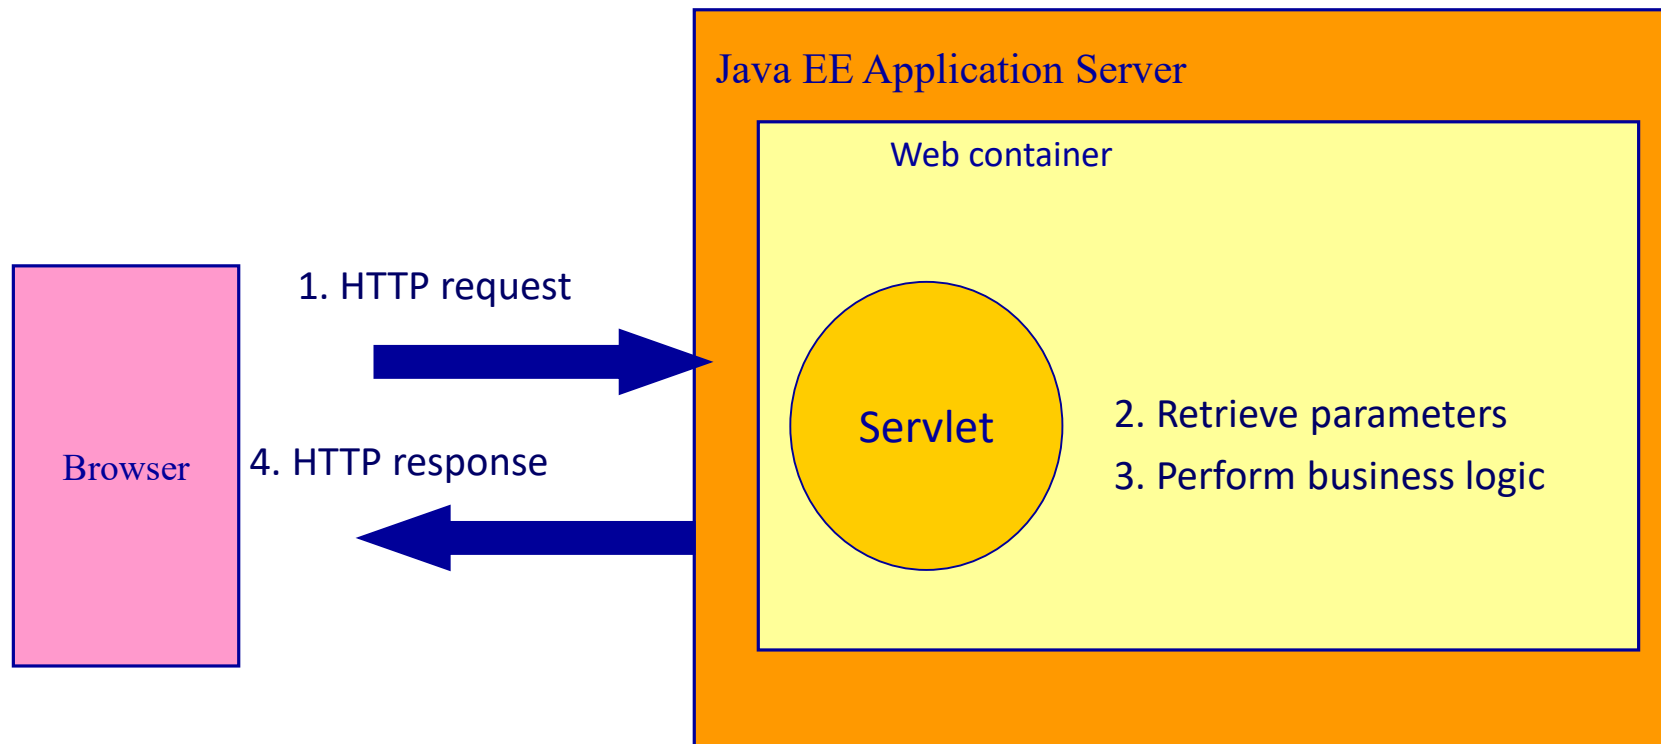 Java EE Application Server
Web container
1. HTTP request
Servlet
2. Retrieve parameters
Browser
4. HTTP response
3. Perform business logic